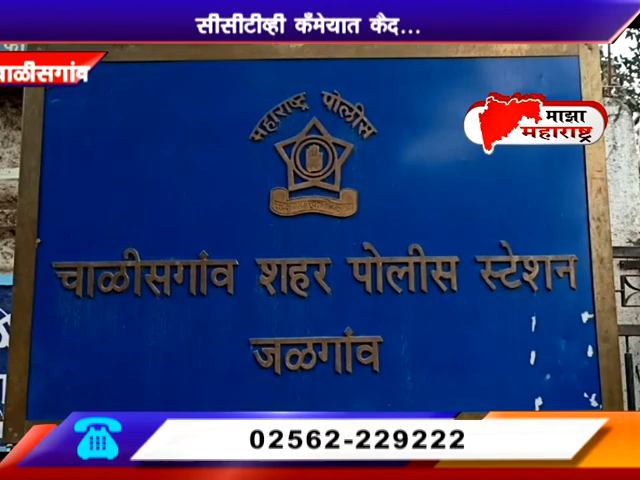 सीसीटीव्ही कॅमेयात कैद...
चाळीसगांव
माझा
महाराष्ट्र
महाराष्ट्र पोलीस
चाळीसगांव शहर पोलीस स्टेशन
जळगांव
02562-229222